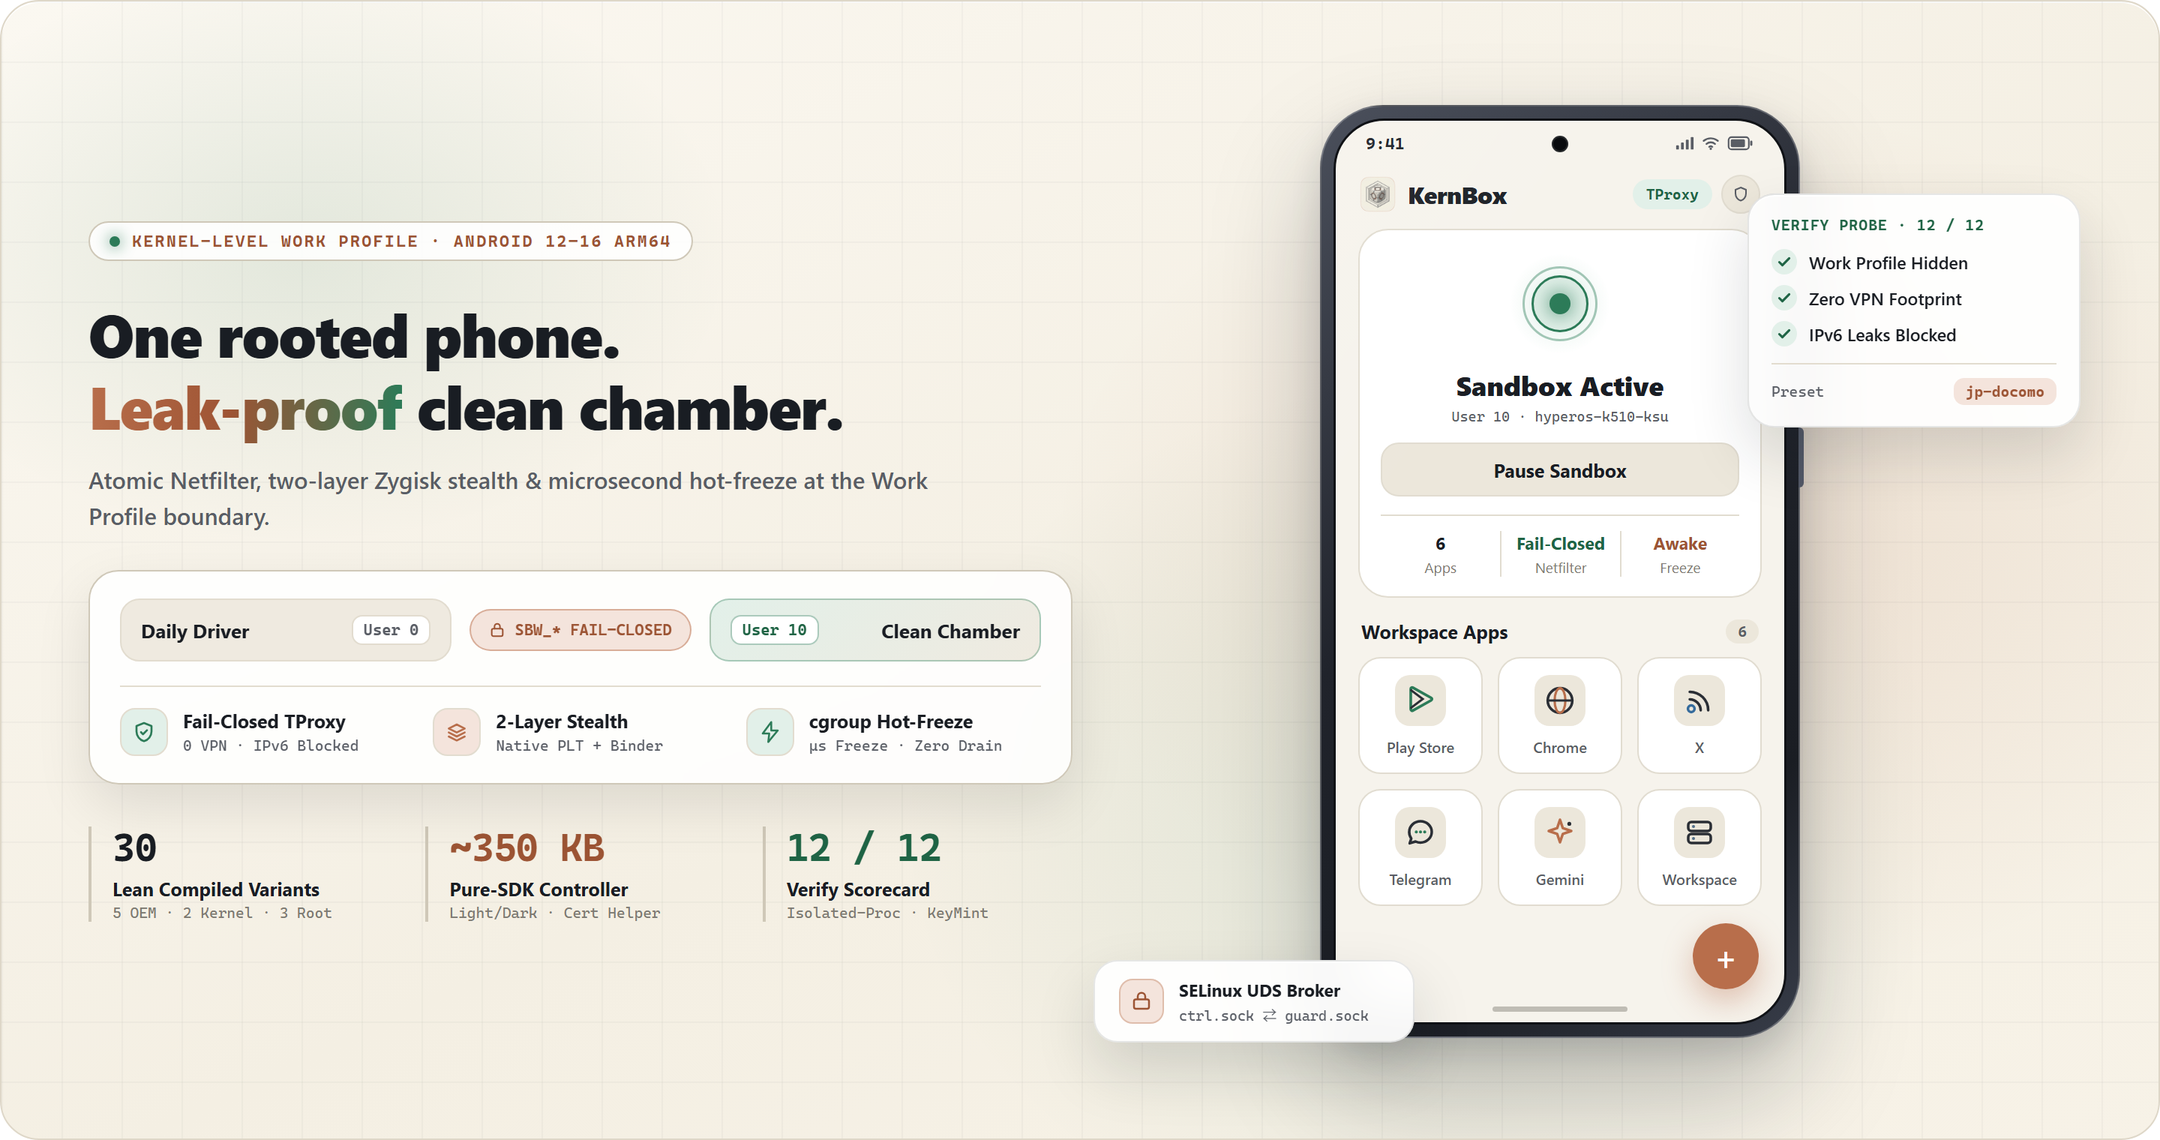 KERNEL-LEVEL WORK PROFILE · ANDROID 12–16 ARM64
One rooted phone.
Leak-proof clean chamber.
Atomic Netfilter, two-layer Zygisk stealth & microsecond hot-freeze at the Work
Profile boundary.
Daily Driver
User 0
SBW_* FAIL-CLOSED
User 10
Clean Chamber
Fail-Closed TProxy
0 VPN · IPv6 Blocked
2-Layer Stealth
Native PLT + Binder
cgroup Hot-Freeze
µs Freeze · Zero Drain
30
Lean Compiled Variants
5 OEM · 2 Kernel · 3 Root
~350 KB
Pure-SDK Controller
Light/Dark · Cert Helper
12 / 12
Verify Scorecard
Isolated-Proc · KeyMint
9:41
KernBox
TProxy
Sandbox Active
User 10 · hyperos-k510-ksu
Pause Sandbox
6
Apps
Fail-Closed
Netfilter
Awake
Freeze
Workspace Apps
6
Play Store
Chrome
X
Telegram
Gemini
Workspace
+
VERIFY PROBE · 12 / 12
Work Profile Hidden
Zero VPN Footprint
IPv6 Leaks Blocked
Preset
jp-docomo
SELinux UDS Broker
ctrl.sock ⇄ guard.sock